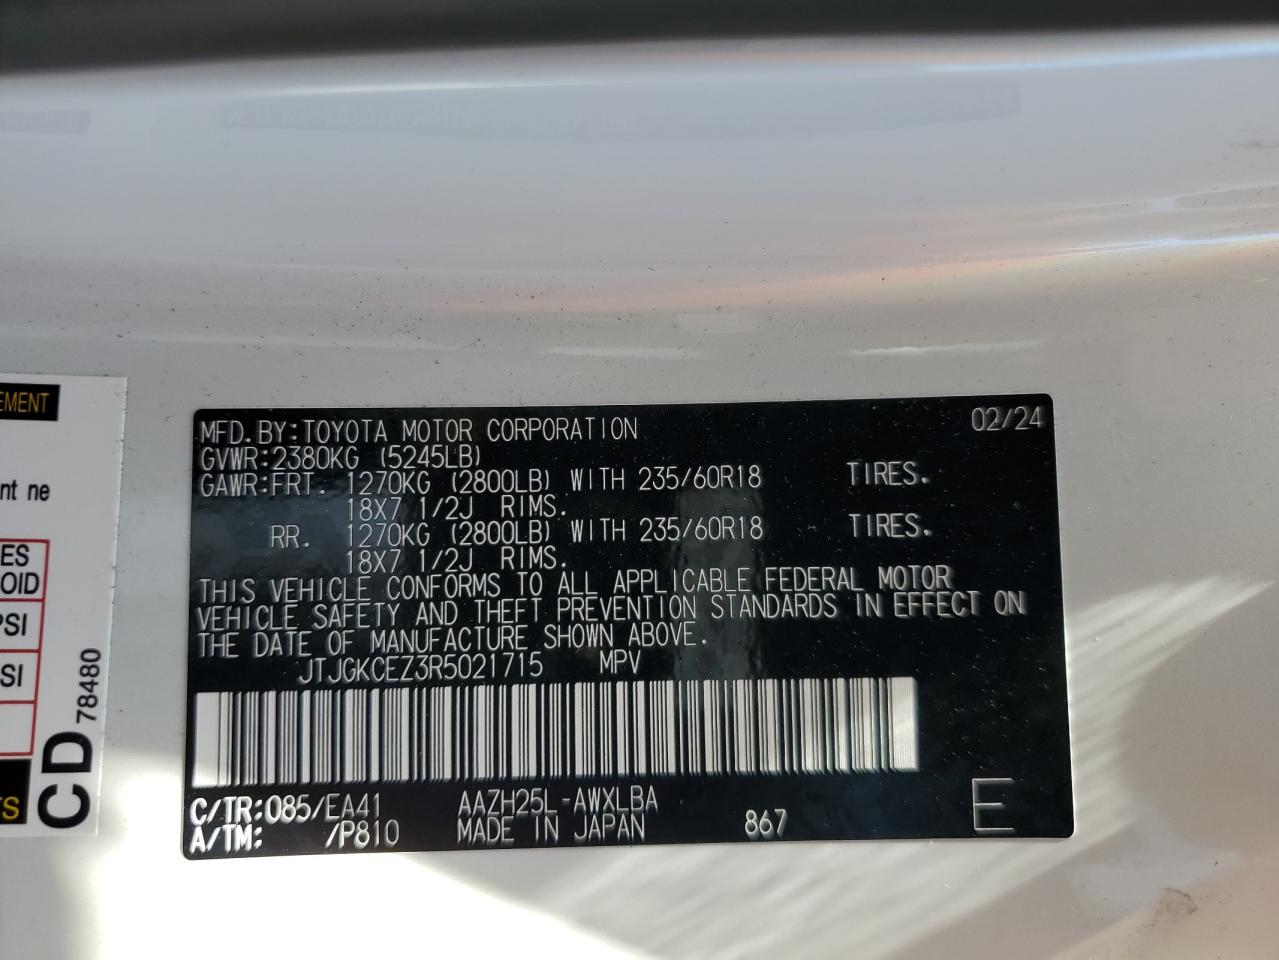 MFD.BY:TOYOTA MOTOR CORPORATION 02/24
GVWR:2380KG (5245LB)
GAWR:FRT. 1270KG (2800LB) WITH 235/60R18 TIRES.
18X7 1/2J RIMS.
RR. 1270KG (2800LB) WITH 235/60R18 TIRES.
18X7 1/2J RIMS.
THIS VEHICLE CONFORMS TO ALL APPLICABLE FEDERAL MOTOR
VEHICLE SAFETY AND THEFT PREVENTION STANDARDS IN EFFECT ON
THE DATE OF MANUFACTURE SHOWN ABOVE.
JTJGKCEZ3R5021715 MPV
C/TR:085/EA41 AAZH25L-AWXLBA
A/TM: /P810 MADE IN JAPAN 867 E
EMENT
nt ne
ES
OID
PSI
SI
TS
CD 78480